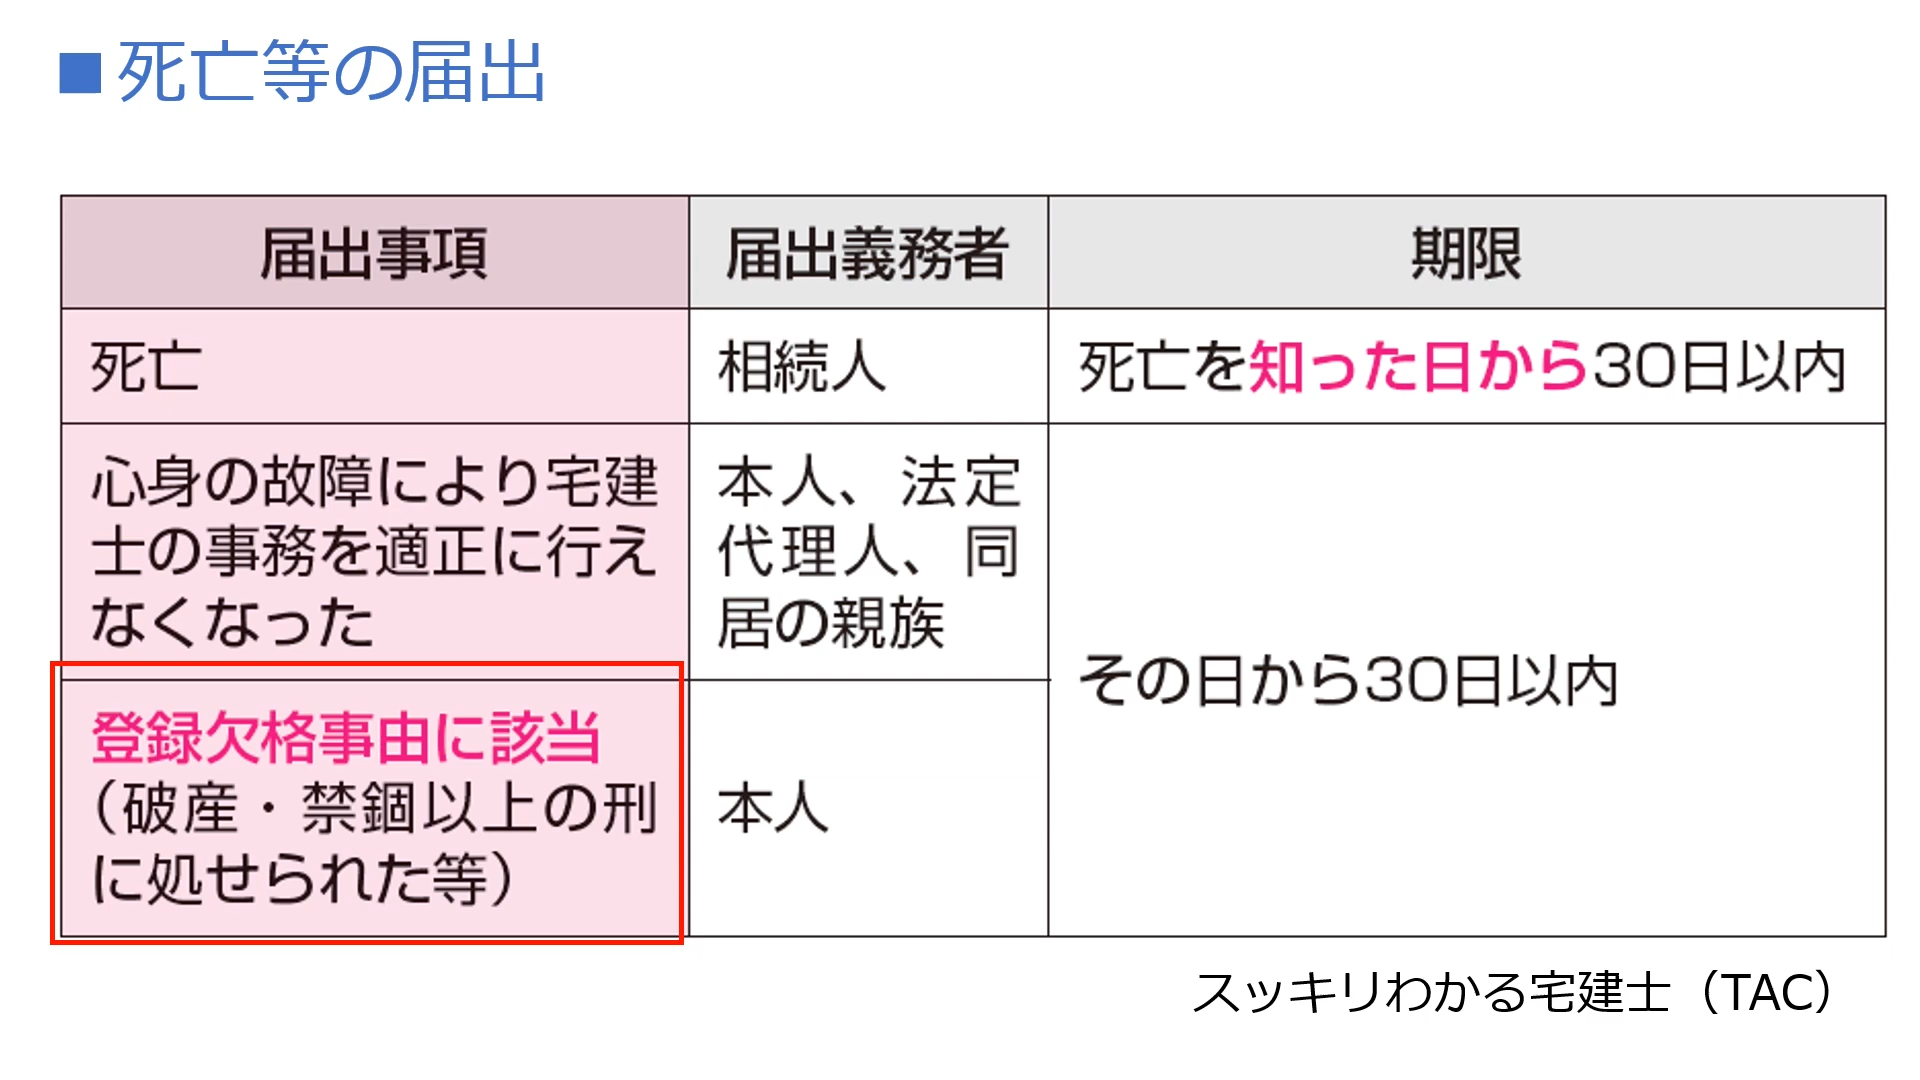 ■死亡等の届出
届出事項
届出義務者
期限
死亡
相続人
死亡を知った日から30日以内
心身の故障により宅建
士の事務を適正に行え
なくなった
本人、法定
代理人、同
居の親族
その日から30日以内
登録欠格事由に該当
（破産・禁錮以上の刑
に処せられた等）
本人
スッキリわかる宅建士（TAC）